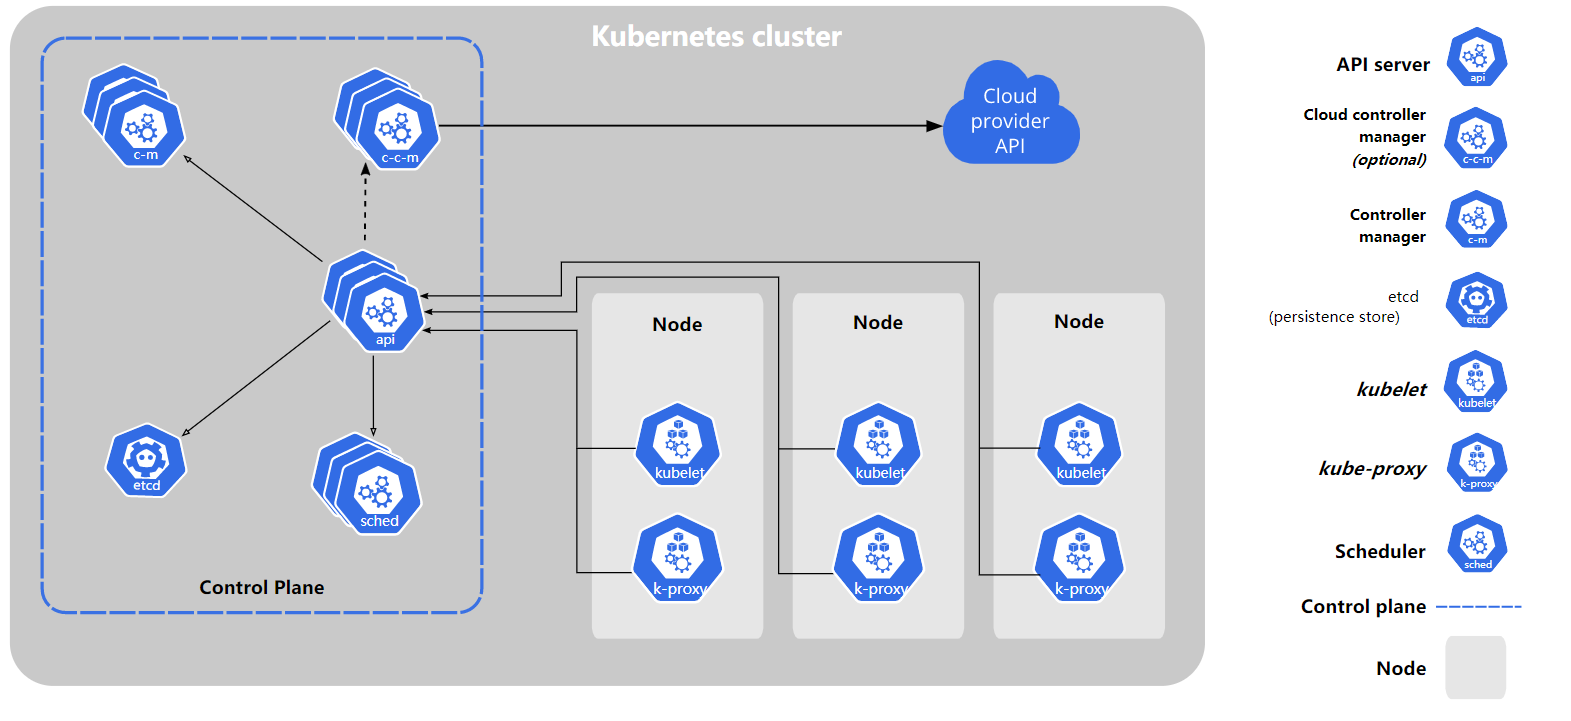 Kubernetes cluster
c-m
c-c-m
Cloud
provider
API
api
etcd
sched
Control Plane
Node
kubelet
k-proxy
Node
kubelet
k-proxy
Node
kubelet
k-proxy
API server
api
Cloud controller
manager
(optional)
c-c-m
Controller
manager
c-m
etcd
(persistence store)
etcd
kubelet
kubelet
kube-proxy
k-proxy
Scheduler
sched
Control plane
Node